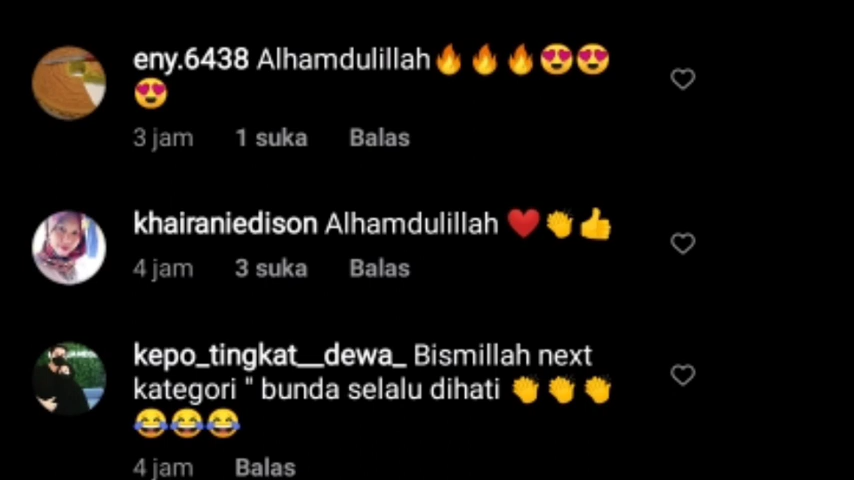 eny.6438 Alhamdulillah🔥🔥🔥😍😍
😍
3 jam 1 suka Balas
khairaniedison Alhamdulillah ❤️👏👍
4 jam 3 suka Balas
kepo_tingkat__dewa_ Bismillah next
kategori " bunda selalu dihati 👏👏👏
😂😂😂
4 jam Balas